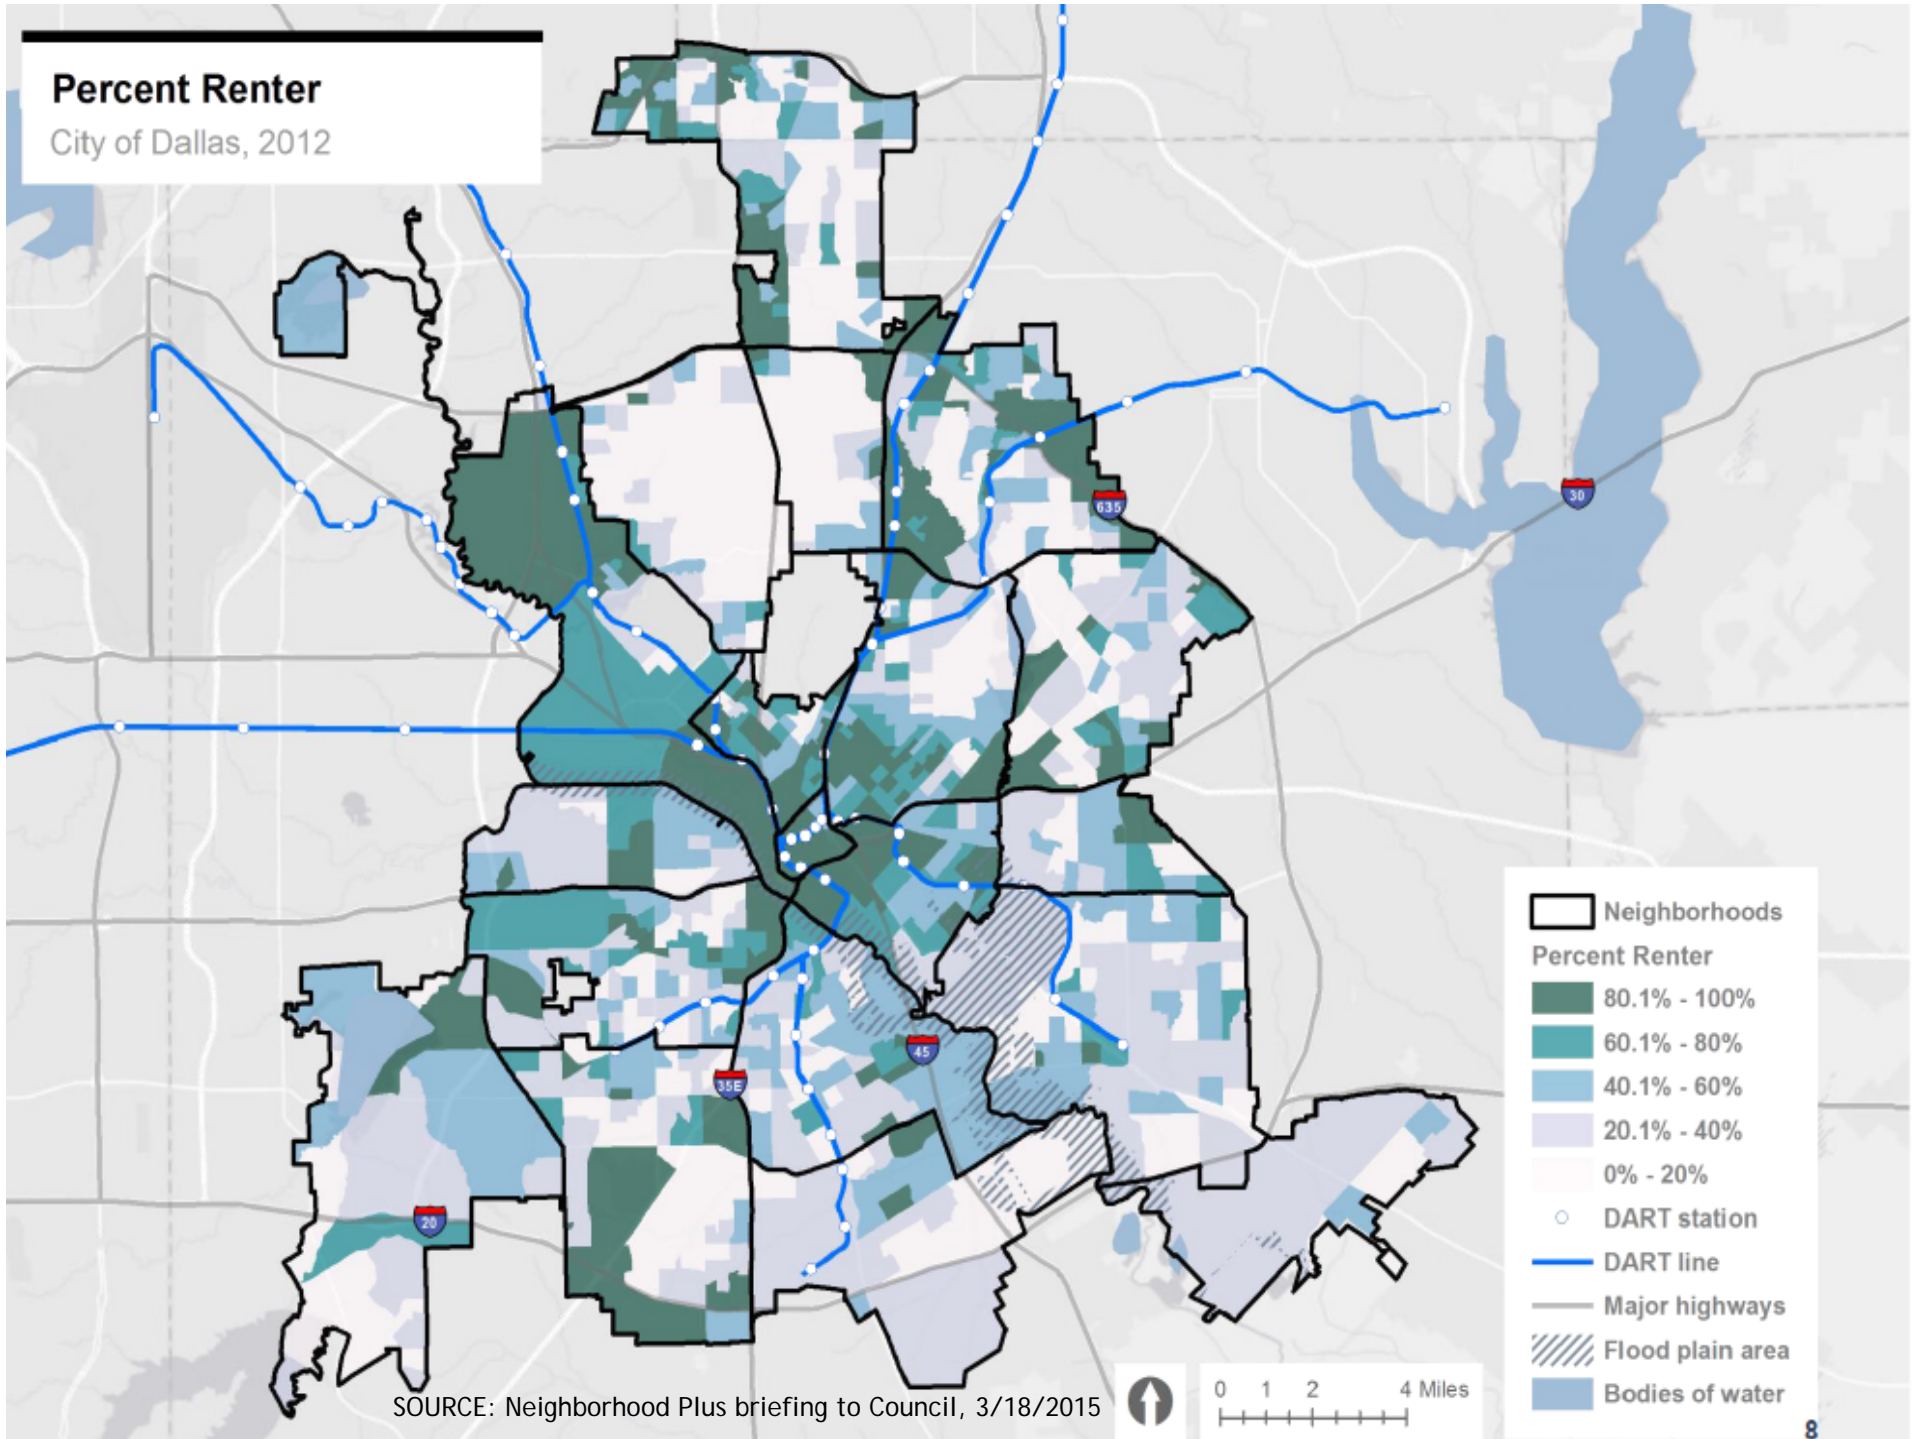 Percent Renter
City of Dallas, 2012
635
30
45
35E
20
Neighborhoods
Percent Renter
80.1% - 100%
60.1% - 80%
40.1% - 60%
20.1% - 40%
0% - 20%
DART station
DART line
Major highways
Flood plain area
Bodies of water
SOURCE: Neighborhood Plus briefing to Council, 3/18/2015
0 1 2 4 Miles
8